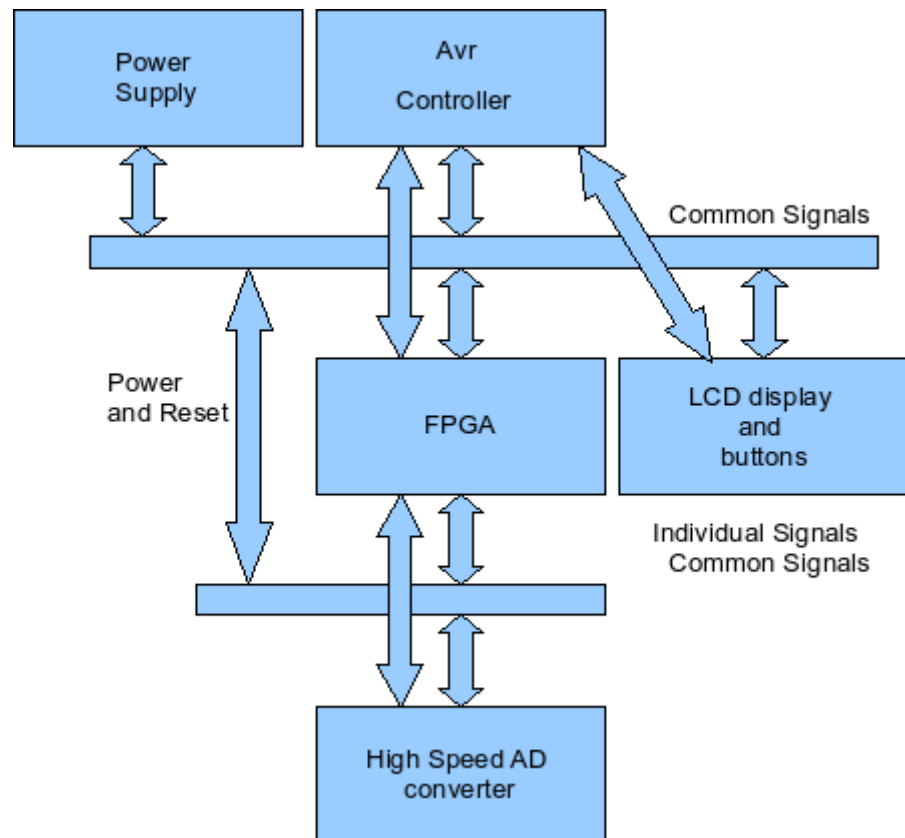 Power
Supply
Avr
Controller
Common Signals
Power
and Reset
FPGA
LCD display
and
buttons
Individual Signals
Common Signals
High Speed AD
converter